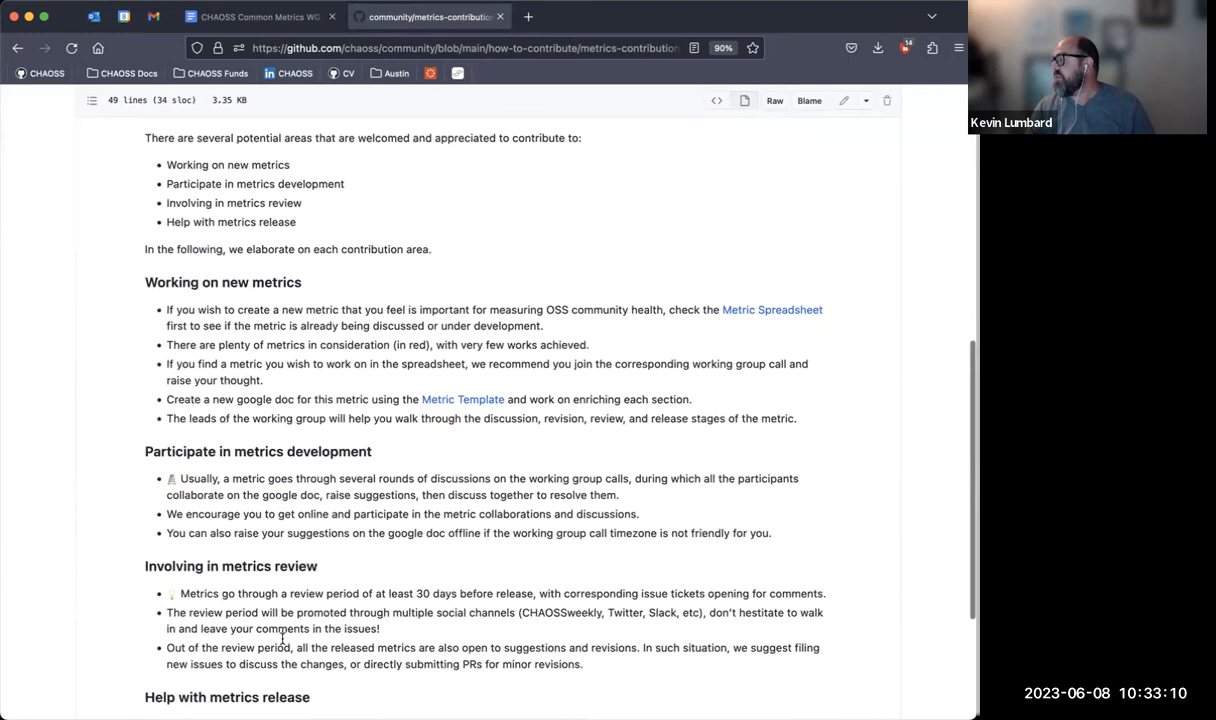 CHAOSS Common Metrics WG
community/metrics-contribution
https://github.com/chaoss/community/blob/main/how-to-contribute/metrics-contribution
90%
14
CHAOSS
CHAOSS Docs
CHAOSS Funds
CHAOSS
CV
Austin
49 lines (34 sloc) 3.35 KB
Raw
Blame
There are several potential areas that are welcomed and appreciated to contribute to:
• Working on new metrics
• Participate in metrics development
• Involving in metrics review
• Help with metrics release
In the following, we elaborate on each contribution area.
Working on new metrics
• If you wish to create a new metric that you feel is important for measuring OSS community health, check the Metric Spreadsheet
first to see if the metric is already being discussed or under development.
• There are plenty of metrics in consideration (in red), with very few works achieved.
• If you find a metric you wish to work on in the spreadsheet, we recommend you join the corresponding working group call and
raise your thought.
• Create a new google doc for this metric using the Metric Template and work on enriching each section.
• The leads of the working group will help you walk through the discussion, revision, review, and release stages of the metric.
Participate in metrics development
• Usually, a metric goes through several rounds of discussions on the working group calls, during which all the participants
collaborate on the google doc, raise suggestions, then discuss together to resolve them.
• We encourage you to get online and participate in the metric collaborations and discussions.
• You can also raise your suggestions on the google doc offline if the working group call timezone is not friendly for you.
Involving in metrics review
• Metrics go through a review period of at least 30 days before release, with corresponding issue tickets opening for comments.
• The review period will be promoted through multiple social channels (CHAOSSweekly, Twitter, Slack, etc), don't hestitate to walk
in and leave your comments in the issues!
• Out of the review period, all the released metrics are also open to suggestions and revisions. In such situation, we suggest filing
new issues to discuss the changes, or directly submitting PRs for minor revisions.
Help with metrics release
Kevin Lumbard
2023-06-08 10:33:10